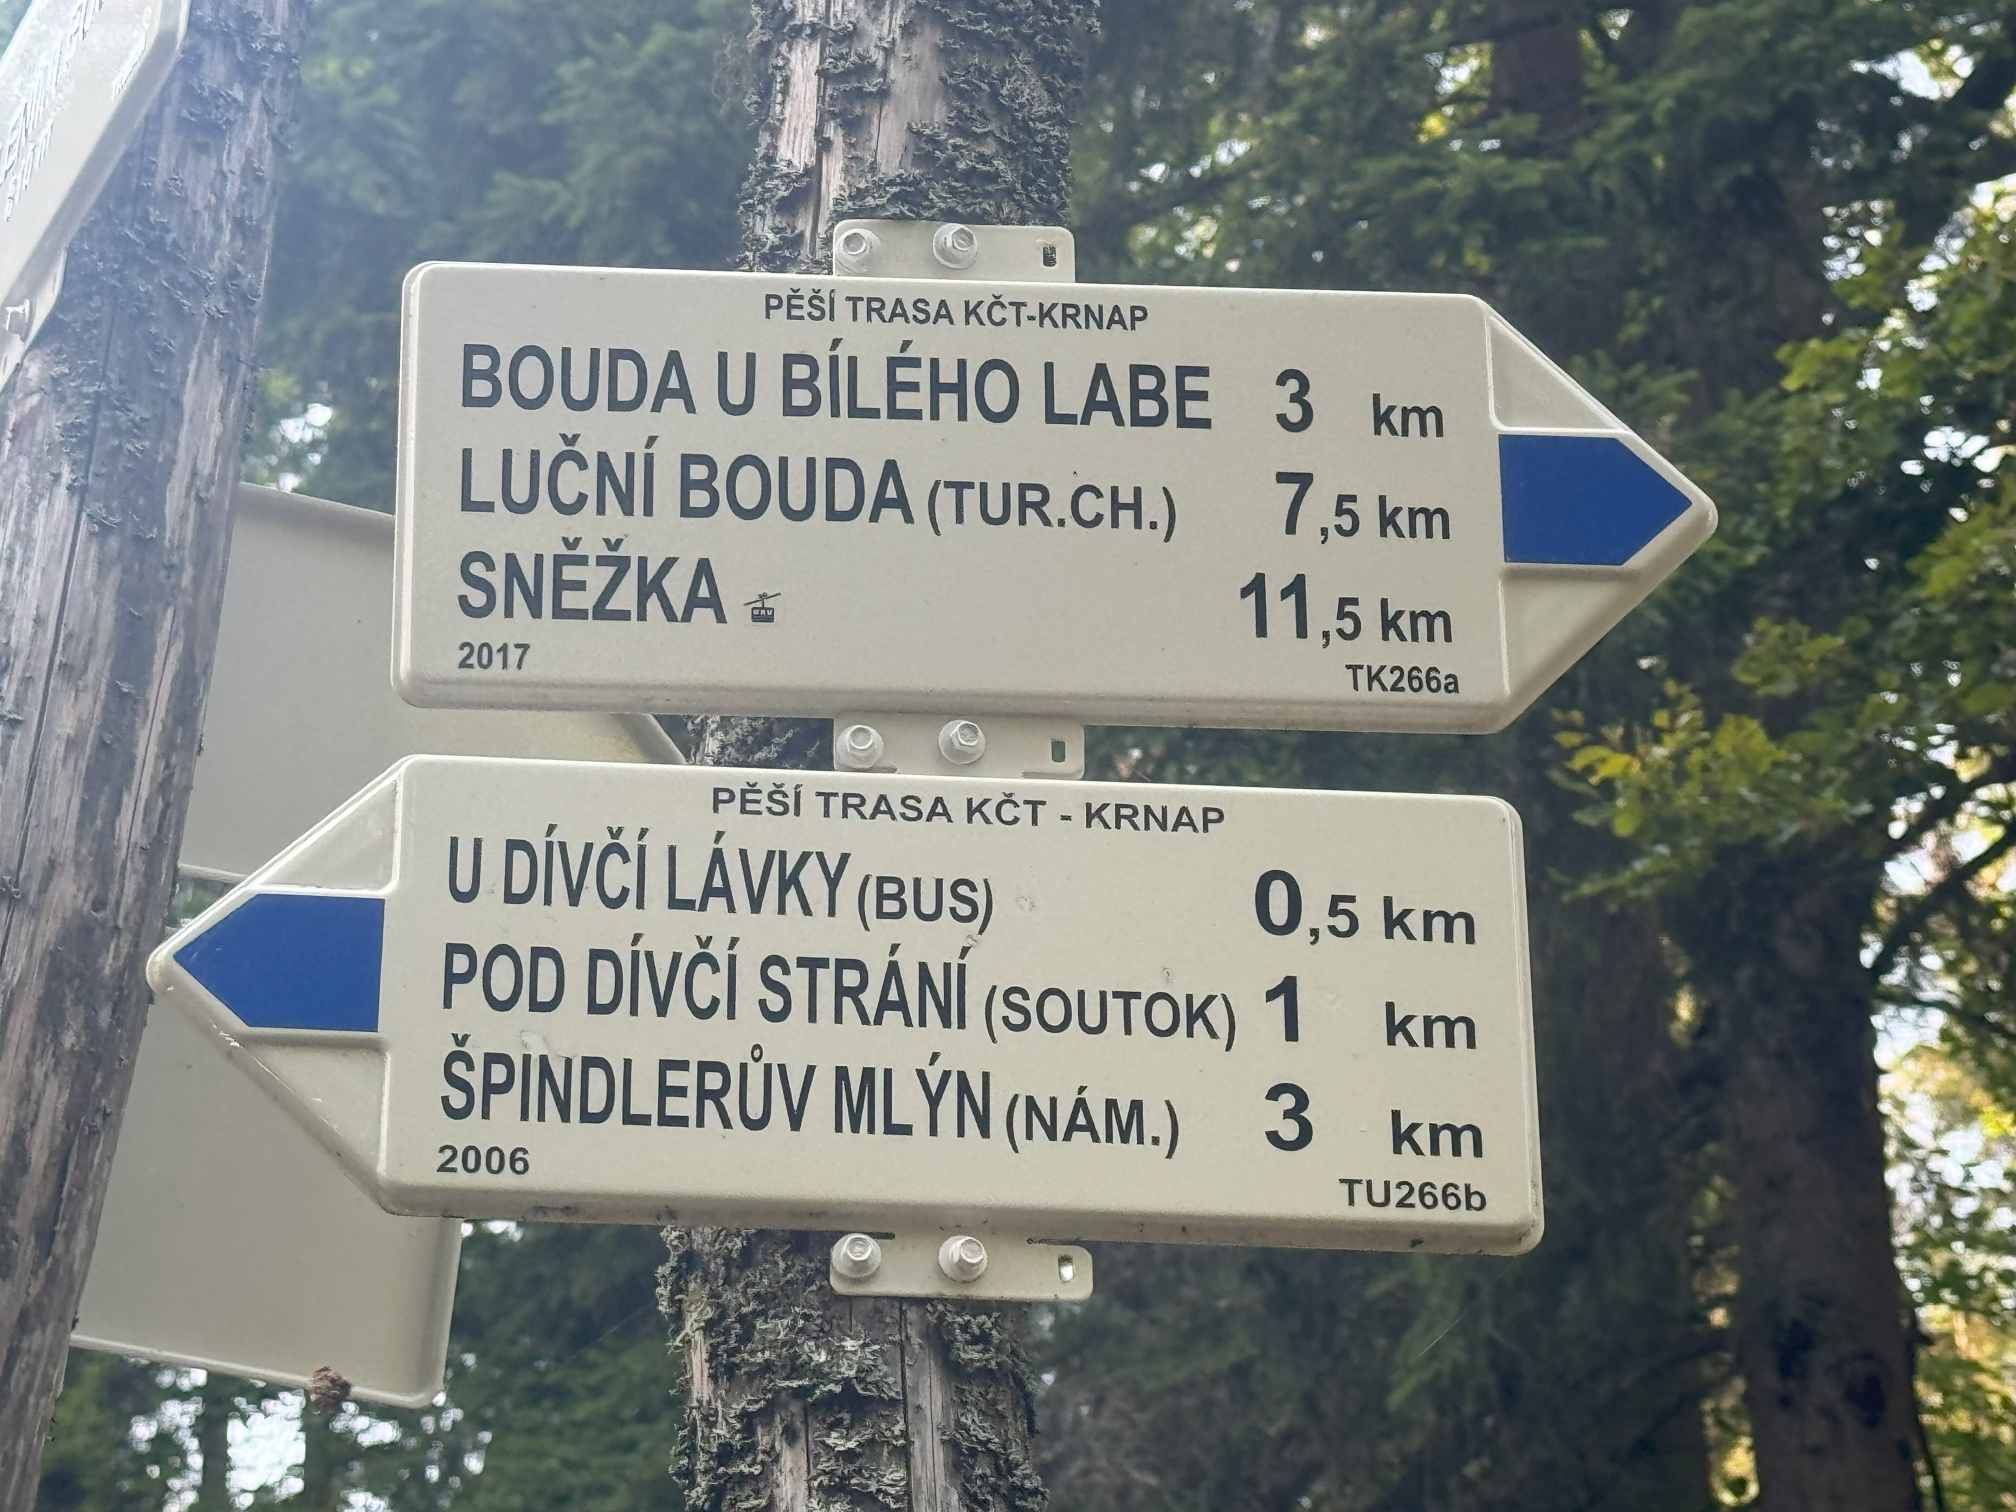 PĚŠÍ TRASA KČT-KRNAP
BOUDA U BÍLÉHO LABE 3 km
LUČNÍ BOUDA (TUR.CH.) 7,5 km
SNĚŽKA 11,5 km
2017 TK266a
PĚŠÍ TRASA KČT - KRNAP
U DÍVČÍ LÁVKY (BUS) 0,5 km
POD DÍVČÍ STRÁNÍ (SOUTOK) 1 km
ŠPINDLERŮV MLÝN (NÁM.) 3 km
2006 TU266b